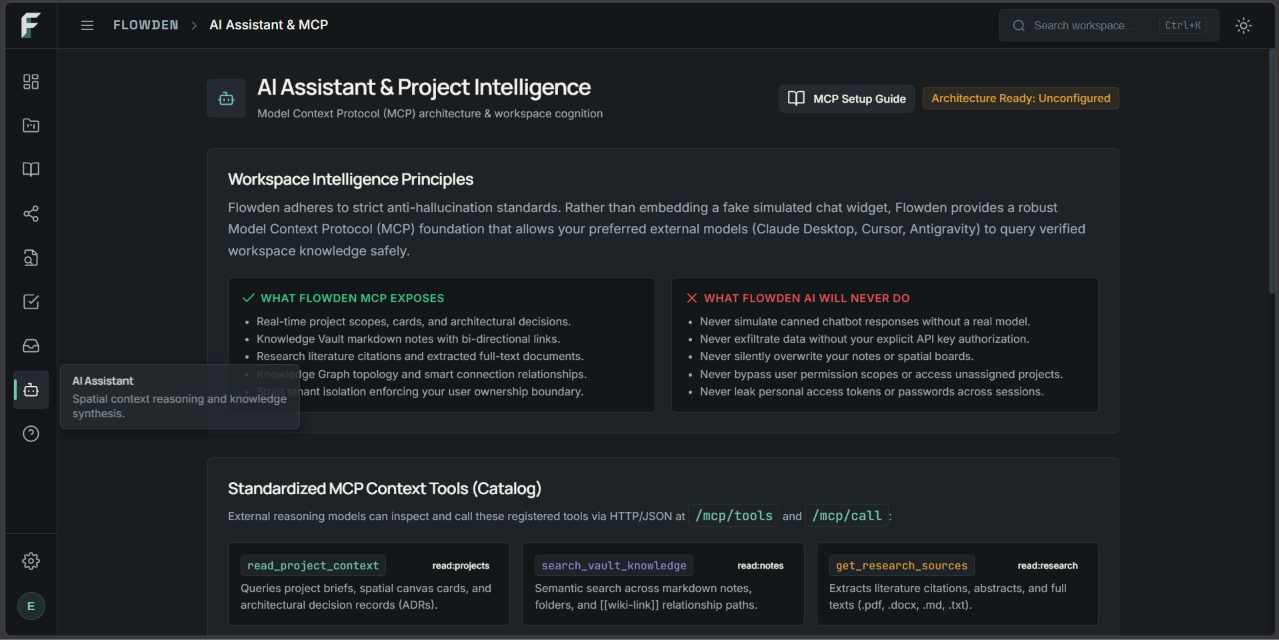 FLOWDEN > AI Assistant & MCP
Search workspace... Ctrl+K
AI Assistant & Project Intelligence
Model Context Protocol (MCP) architecture & workspace cognition
MCP Setup Guide
Architecture Ready: Unconfigured
Workspace Intelligence Principles
Flowden adheres to strict anti-hallucination standards. Rather than embedding a fake simulated chat widget, Flowden provides a robust
Model Context Protocol (MCP) foundation that allows your preferred external models (Claude Desktop, Cursor, Antigravity) to query verified
workspace knowledge safely.
WHAT FLOWDEN MCP EXPOSES
• Real-time project scopes, cards, and architectural decisions.
• Knowledge Vault markdown notes with bi-directional links.
• Research literature citations and extracted full-text documents.
• Knowledge Graph topology and smart connection relationships.
• Strict tenant isolation enforcing your user ownership boundary.
WHAT FLOWDEN AI WILL NEVER DO
• Never simulate canned chatbot responses without a real model.
• Never exfiltrate data without your explicit API key authorization.
• Never silently overwrite your notes or spatial boards.
• Never bypass user permission scopes or access unassigned projects.
• Never leak personal access tokens or passwords across sessions.
AI Assistant
Spatial context reasoning and knowledge
synthesis.
Standardized MCP Context Tools (Catalog)
External reasoning models can inspect and call these registered tools via HTTP/JSON at /mcp/tools and /mcp/call :
read_project_context read:projects
Queries project briefs, spatial canvas cards, and
architectural decision records (ADRs).
search_vault_knowledge read:notes
Semantic search across markdown notes,
folders, and [[wiki-link]] relationship paths.
get_research_sources read:research
Extracts literature citations, abstracts, and full
texts (.pdf, .docx, .md, .txt).
E